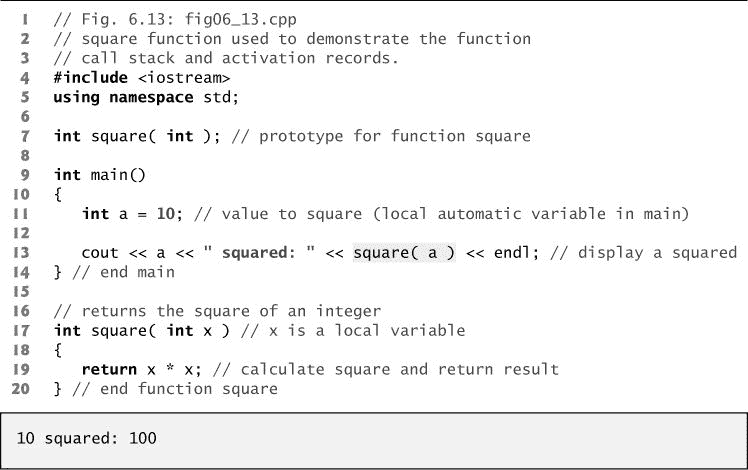 1 // Fig. 6.13: fig06_13.cpp
2 // square function used to demonstrate the function
3 // call stack and activation records.
4 #include <iostream>
5 using namespace std;
6
7 int square( int ); // prototype for function square
8
9 int main()
10 {
11    int a = 10; // value to square (local automatic variable in main)
12
13    cout << a << " squared: " << square( a ) << endl; // display a squared
14 } // end main
15
16 // returns the square of an integer
17 int square( int x ) // x is a local variable
18 {
19    return x * x; // calculate square and return result
20 } // end function square
10 squared: 100